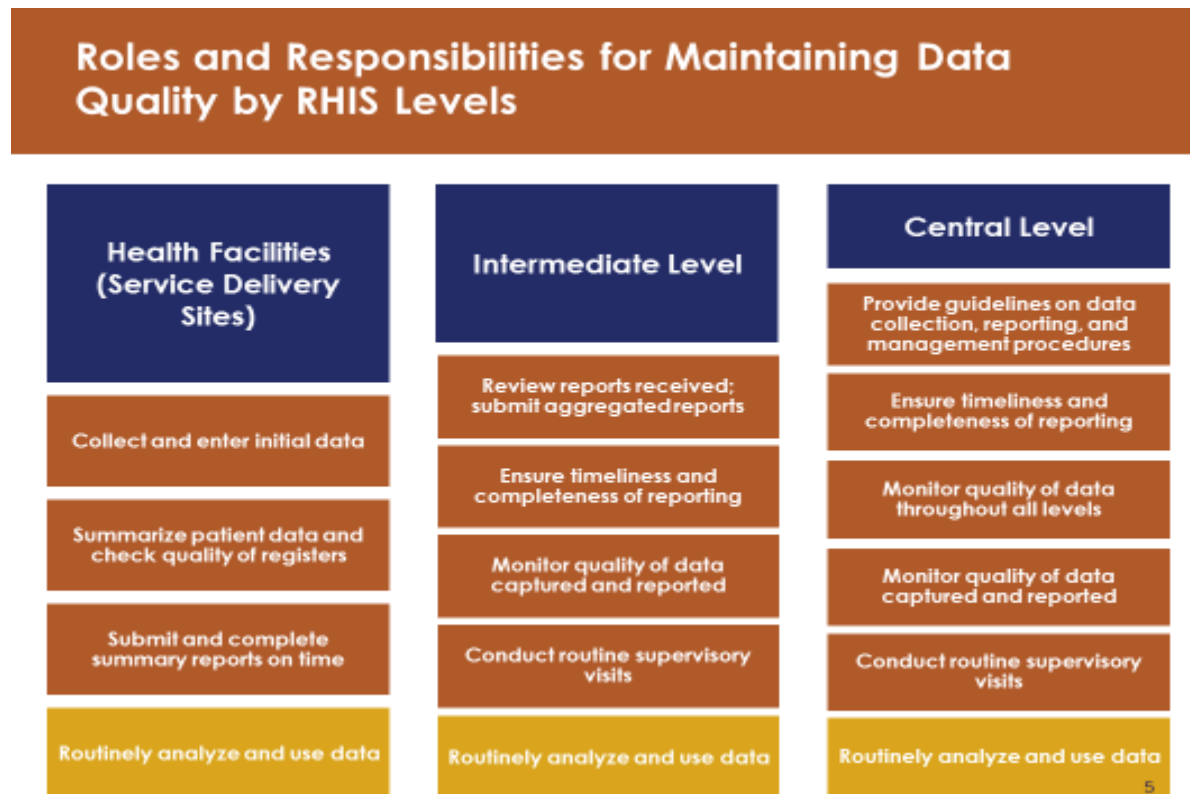 Roles and Responsibilities for Maintaining Data
Quality by RHIS Levels
Health Facilities
(Service Delivery
Sites)
Collect and enter initial data
Summarize patient data and
check quality of registers
Submit and complete
summary reports on time
Routinely analyze and use data
Intermediate Level
Review reports received;
submit aggregated reports
Ensure timeliness and
completeness of reporting
Monitor quality of data
captured and reported
Conduct routine supervisory
visits
Routinely analyze and use data
Central Level
Provide guidelines on data
collection, reporting, and
management procedures
Ensure timeliness and
completeness of reporting
Monitor quality of data
throughout all levels
Monitor quality of data
captured and reported
Conduct routine supervisory
visits
Routinely analyze and use data
5